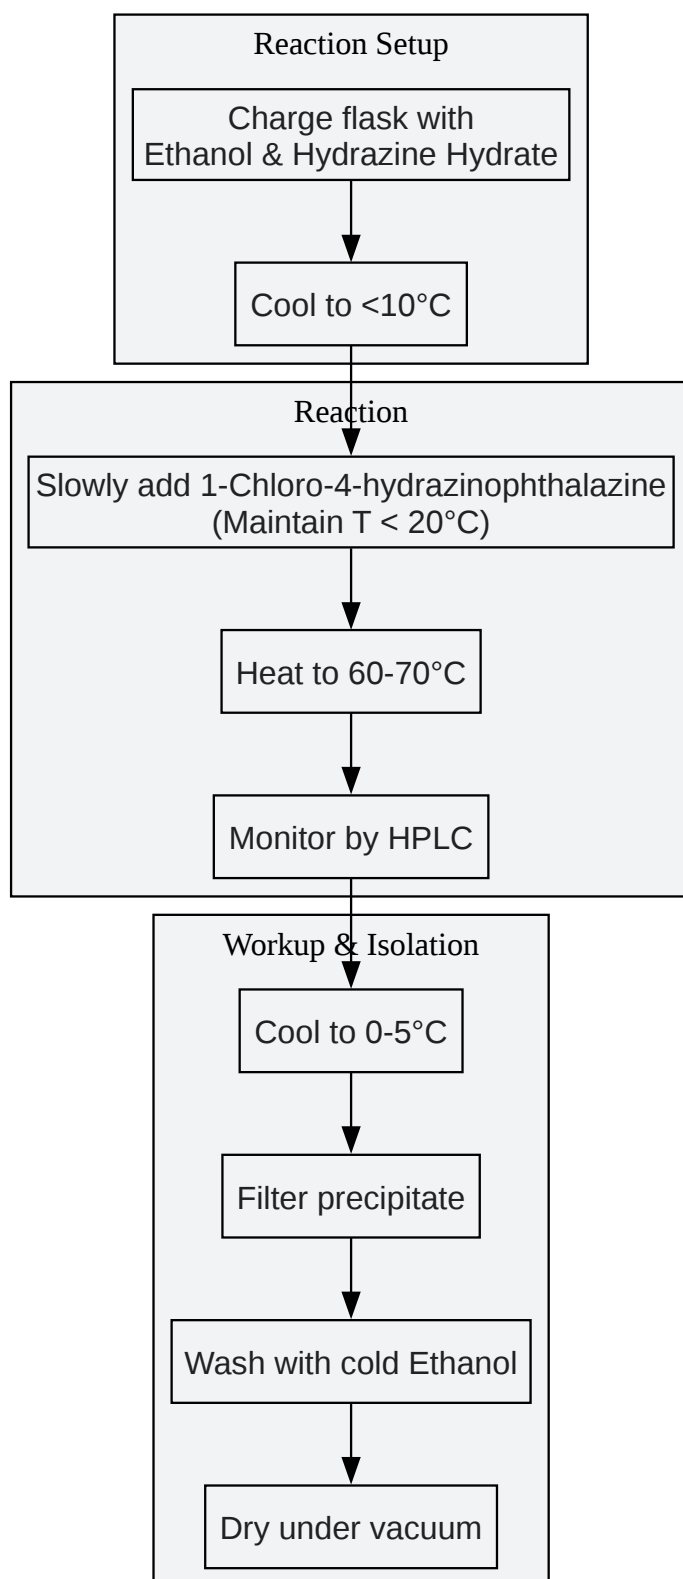 Reaction Setup
Charge flask with
Ethanol & Hydrazine Hydrate
Cool to <10°C
Reaction
Slowly add 1-Chloro-4-hydrazinophthalazine
(Maintain T < 20°C)
Heat to 60-70°C
Monitor by HPLC
Workup & Isolation
Cool to 0-5°C
Filter precipitate
Wash with cold Ethanol
Dry under vacuum